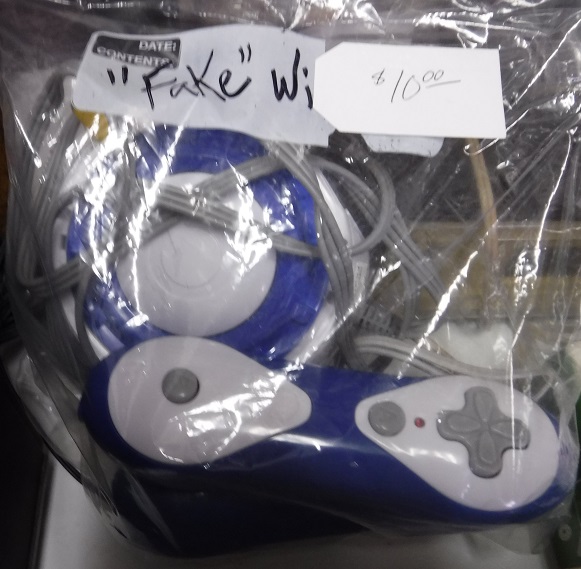 DATE:
CONTENTS:
"Fake" Wi
$10.00